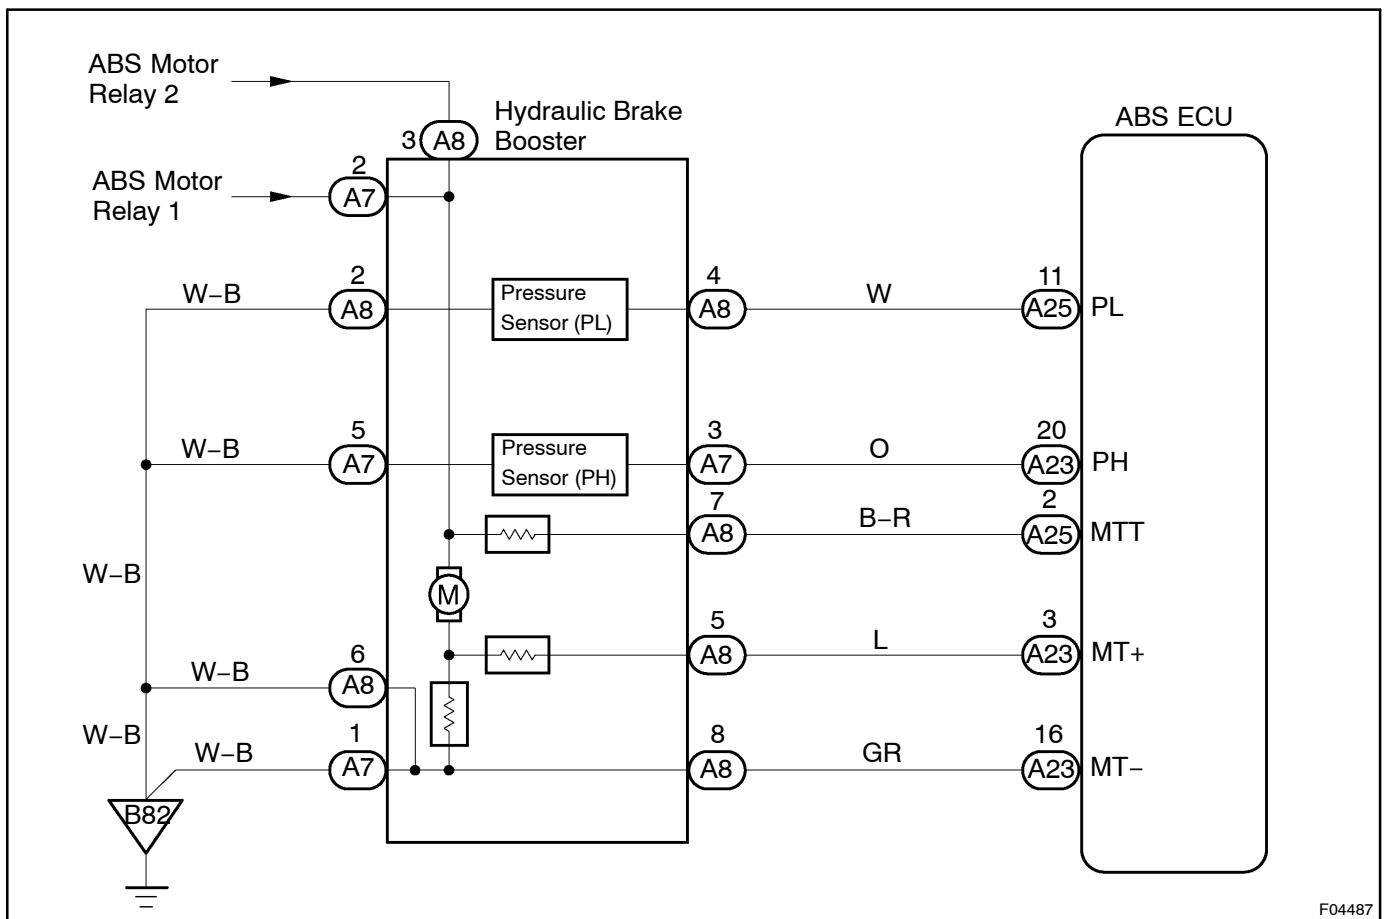 ABS Motor
Relay 2
Hydraulic Brake
Booster
ABS ECU
3 A8
ABS Motor
Relay 1
2
A7
2
A8
W−B
Pressure
Sensor (PL)
4
A8
W
11
A25
PL
5
A7
W−B
Pressure
Sensor (PH)
3
A7
O
20
A23
PH
7
A8
B−R
2
A25
MTT
W−B
M
5
A8
L
3
A23
MT+
W−B
6
A8
W−B
W−B
1
A7
8
A8
GR
16
A23
MT−
B82
F04487